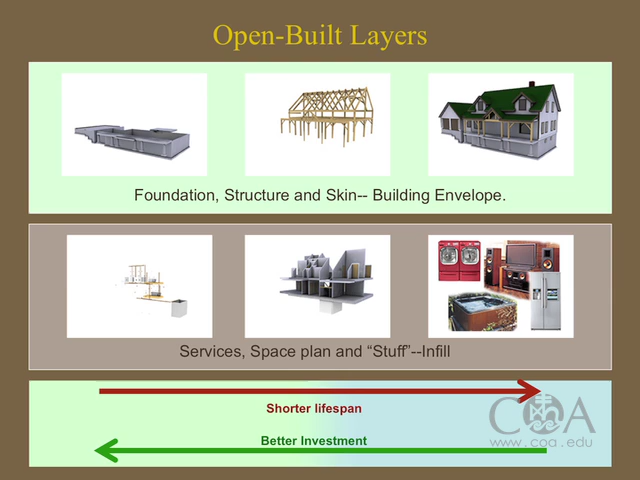 Open-Built Layers
Foundation, Structure and Skin-- Building Envelope.
Services, Space plan and “Stuff”--Infill
Shorter lifespan
Better Investment
COA
www.coa.edu